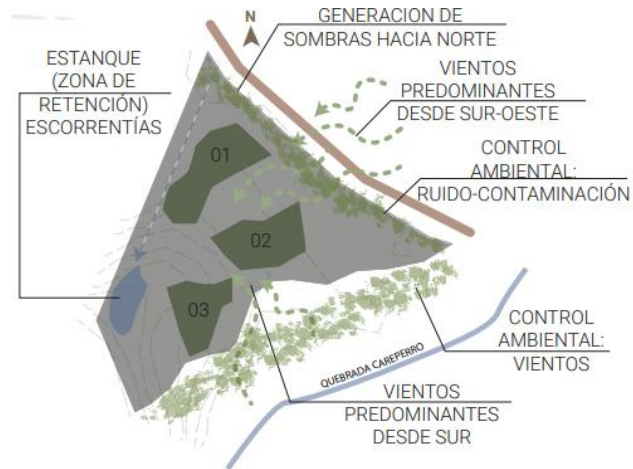 N
GENERACION DE
SOMBRAS HACIA NORTE
ESTANQUE
(ZONA DE
RETENCIÓN)
ESCORRENTÍAS
VIENTOS
PREDOMINANTES
DESDE SUR-OESTE
CONTROL
AMBIENTAL:
RUIDO-CONTAMINACIÓN
01
02
03
CONTROL
AMBIENTAL:
VIENTOS
QUEBRADA CAREPERRO
VIENTOS
PREDOMINANTES
DESDE SUR